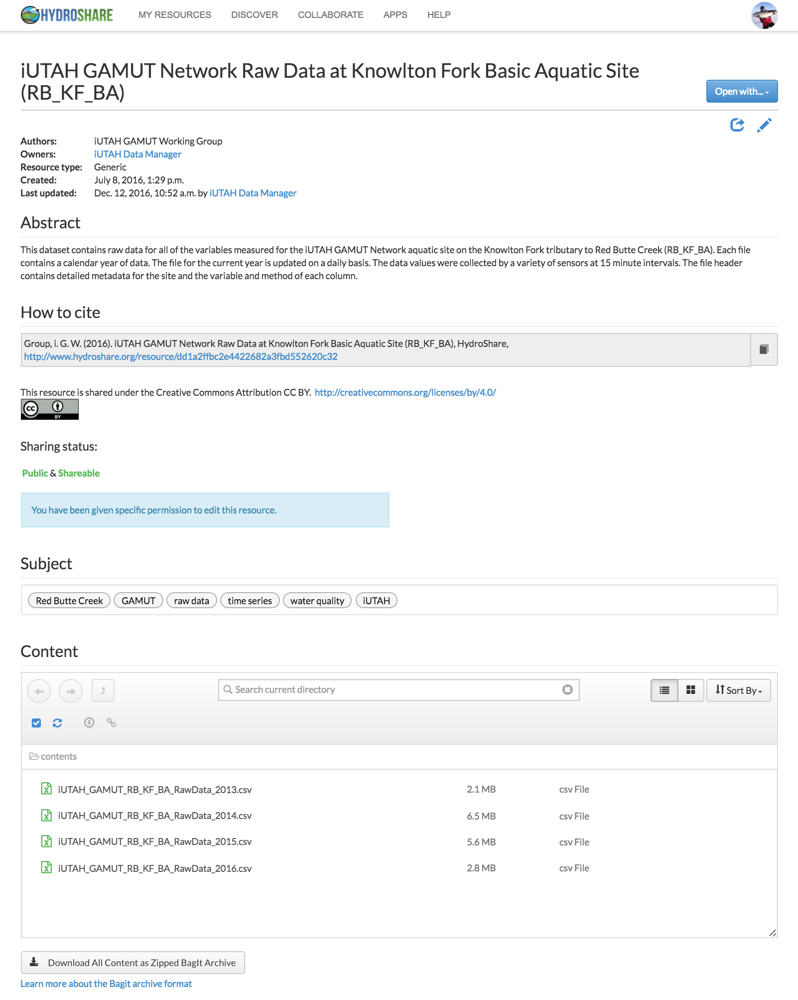 HYDROSHARE MY RESOURCES DISCOVER COLLABORATE APPS HELP
iUTAH GAMUT Network Raw Data at Knowlton Fork Basic Aquatic Site
(RB_KF_BA)
Open with...
Authors: iUTAH GAMUT Working Group
Owners: iUTAH Data Manager
Resource type: Generic
Created: July 8, 2016, 1:29 p.m.
Last updated: Dec. 12, 2016, 10:52 a.m. by iUTAH Data Manager
Abstract
This dataset contains raw data for all of the variables measured for the iUTAH GAMUT Network aquatic site on the Knowlton Fork tributary to Red Butte Creek (RB_KF_BA). Each file
contains a calendar year of data. The file for the current year is updated on a daily basis. The data values were collected by a variety of sensors at 15 minute intervals. The file header
contains detailed metadata for the site and the variable and method of each column.
How to cite
Group, i. G. W. (2016). iUTAH GAMUT Network Raw Data at Knowlton Fork Basic Aquatic Site (RB_KF_BA), HydroShare,
http://www.hydroshare.org/resource/dd1a2ffbc2e4422682a3fbd552620c32
This resource is shared under the Creative Commons Attribution CC BY. http://creativecommons.org/licenses/by/4.0/
cc BY
Sharing status:
Public & Shareable
You have been given specific permission to edit this resource.
Subject
Red Butte Creek GAMUT raw data time series water quality iUTAH
Content
Search current directory Sort By
contents
iUTAH_GAMUT_RB_KF_BA_RawData_2013.csv 2.1 MB csv File
iUTAH_GAMUT_RB_KF_BA_RawData_2014.csv 6.5 MB csv File
iUTAH_GAMUT_RB_KF_BA_RawData_2015.csv 5.6 MB csv File
iUTAH_GAMUT_RB_KF_BA_RawData_2016.csv 2.8 MB csv File
Download All Content as Zipped BagIt Archive
Learn more about the Bagit archive format